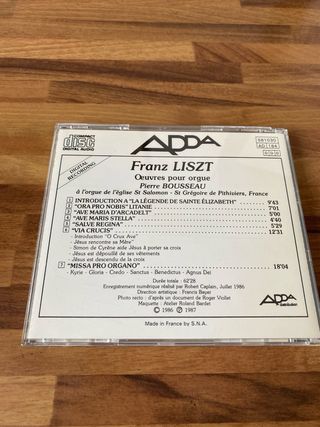 COMPACT
disc
DIGITAL AUDIO
ADDA
581030
AD 184
DIGITAL
RECORDING
Franz LISZT
Oeuvres pour orgue
Pierre BOUSSEAU
à l'orgue de l'église St Salomon - St Grégoire de Pithiviers, France
1 INTRODUCTION A "LA LÉGENDE DE SAINTE ÉLIZABETH" 9'43
2 "ORA PRO NOBIS" LITANIE 7'01
3 "AVE MARIA D'ARCADELT" 5'00
4 "AVE MARIS STELLA" 4'40
5 "SALVE REGINA" 5'29
6 "VIA CRUCIS" 12'31
- Introduction "O Crux Ave"
- Jésus rencontre sa Mère
- Simon de Cyrène aide Jésus à porter sa croix
- Jésus est dépouillé de ses vêtements
- Jésus est descendu de la croix
7 "MISSA PRO ORGANO" 18'04
Kyrie - Gloria - Credo - Sanctus - Benedictus - Agnus Dei
Durée totale : 62'28
Enregistrement numérique réalisé par Robert Caplain, Juillet 1986
Direction artistique : Francis Bayer
Photo recto : d'après un document de Roger Viollet
Maquette : Atelier Roland Bardet
℗ 1986 © 1987
ADDA
distribution
Made in France by S.N.A.